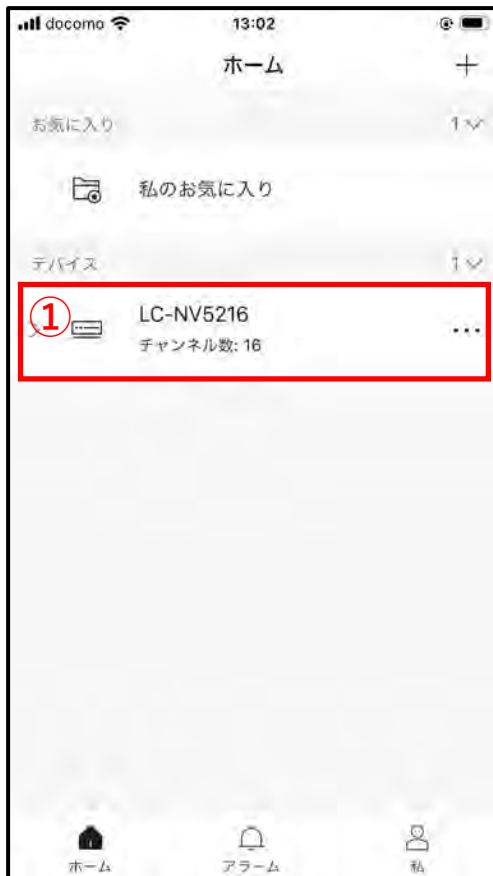 docomo 13:02
ホーム
お気に入り 1
私のお気に入り
デバイス 1
①
LC-NV5216
チャンネル数: 16
ホーム アラーム 私